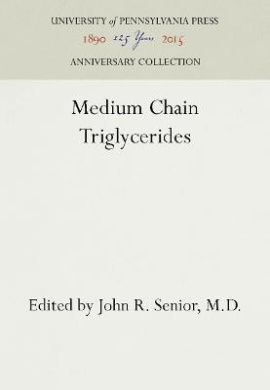 UNIVERSITY of PENNSYLVANIA PRESS
1890 125 Years 2015
ANNIVERSARY COLLECTION
Medium Chain
Triglycerides
Edited by John R. Senior, M.D.